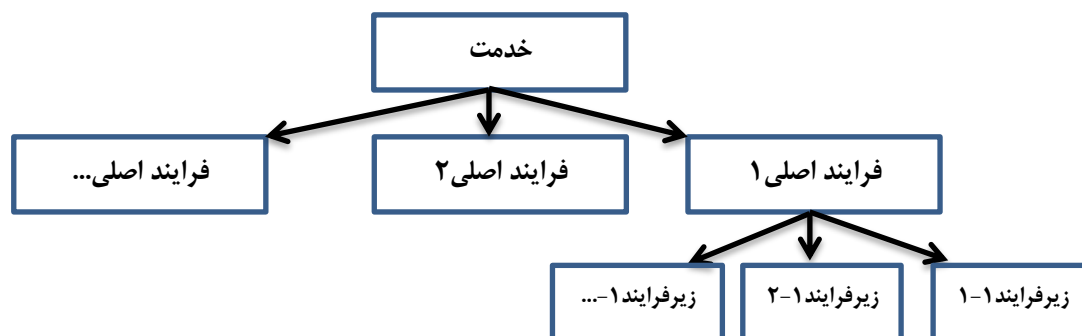 خدمت
فرایند اصلی۱
فرایند اصلی۲
فرایند اصلی...
زیرفرایند۱-۱
زیرفرایند۱-۲
زیرفرایند۱-...